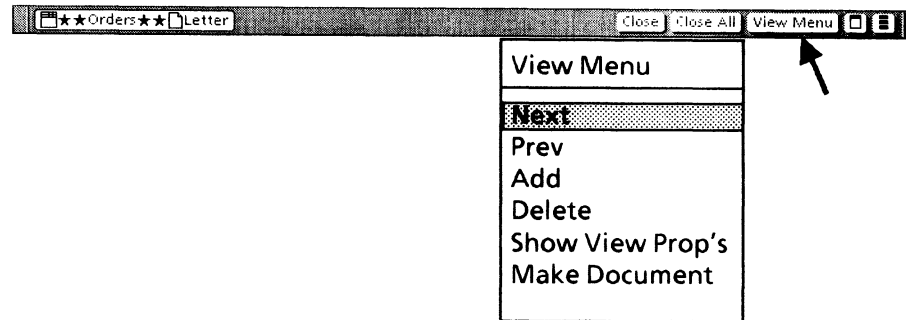 ★★Orders★★Letter Close Close All View Menu
View Menu
Next
Prev
Add
Delete
Show View Prop's
Make Document